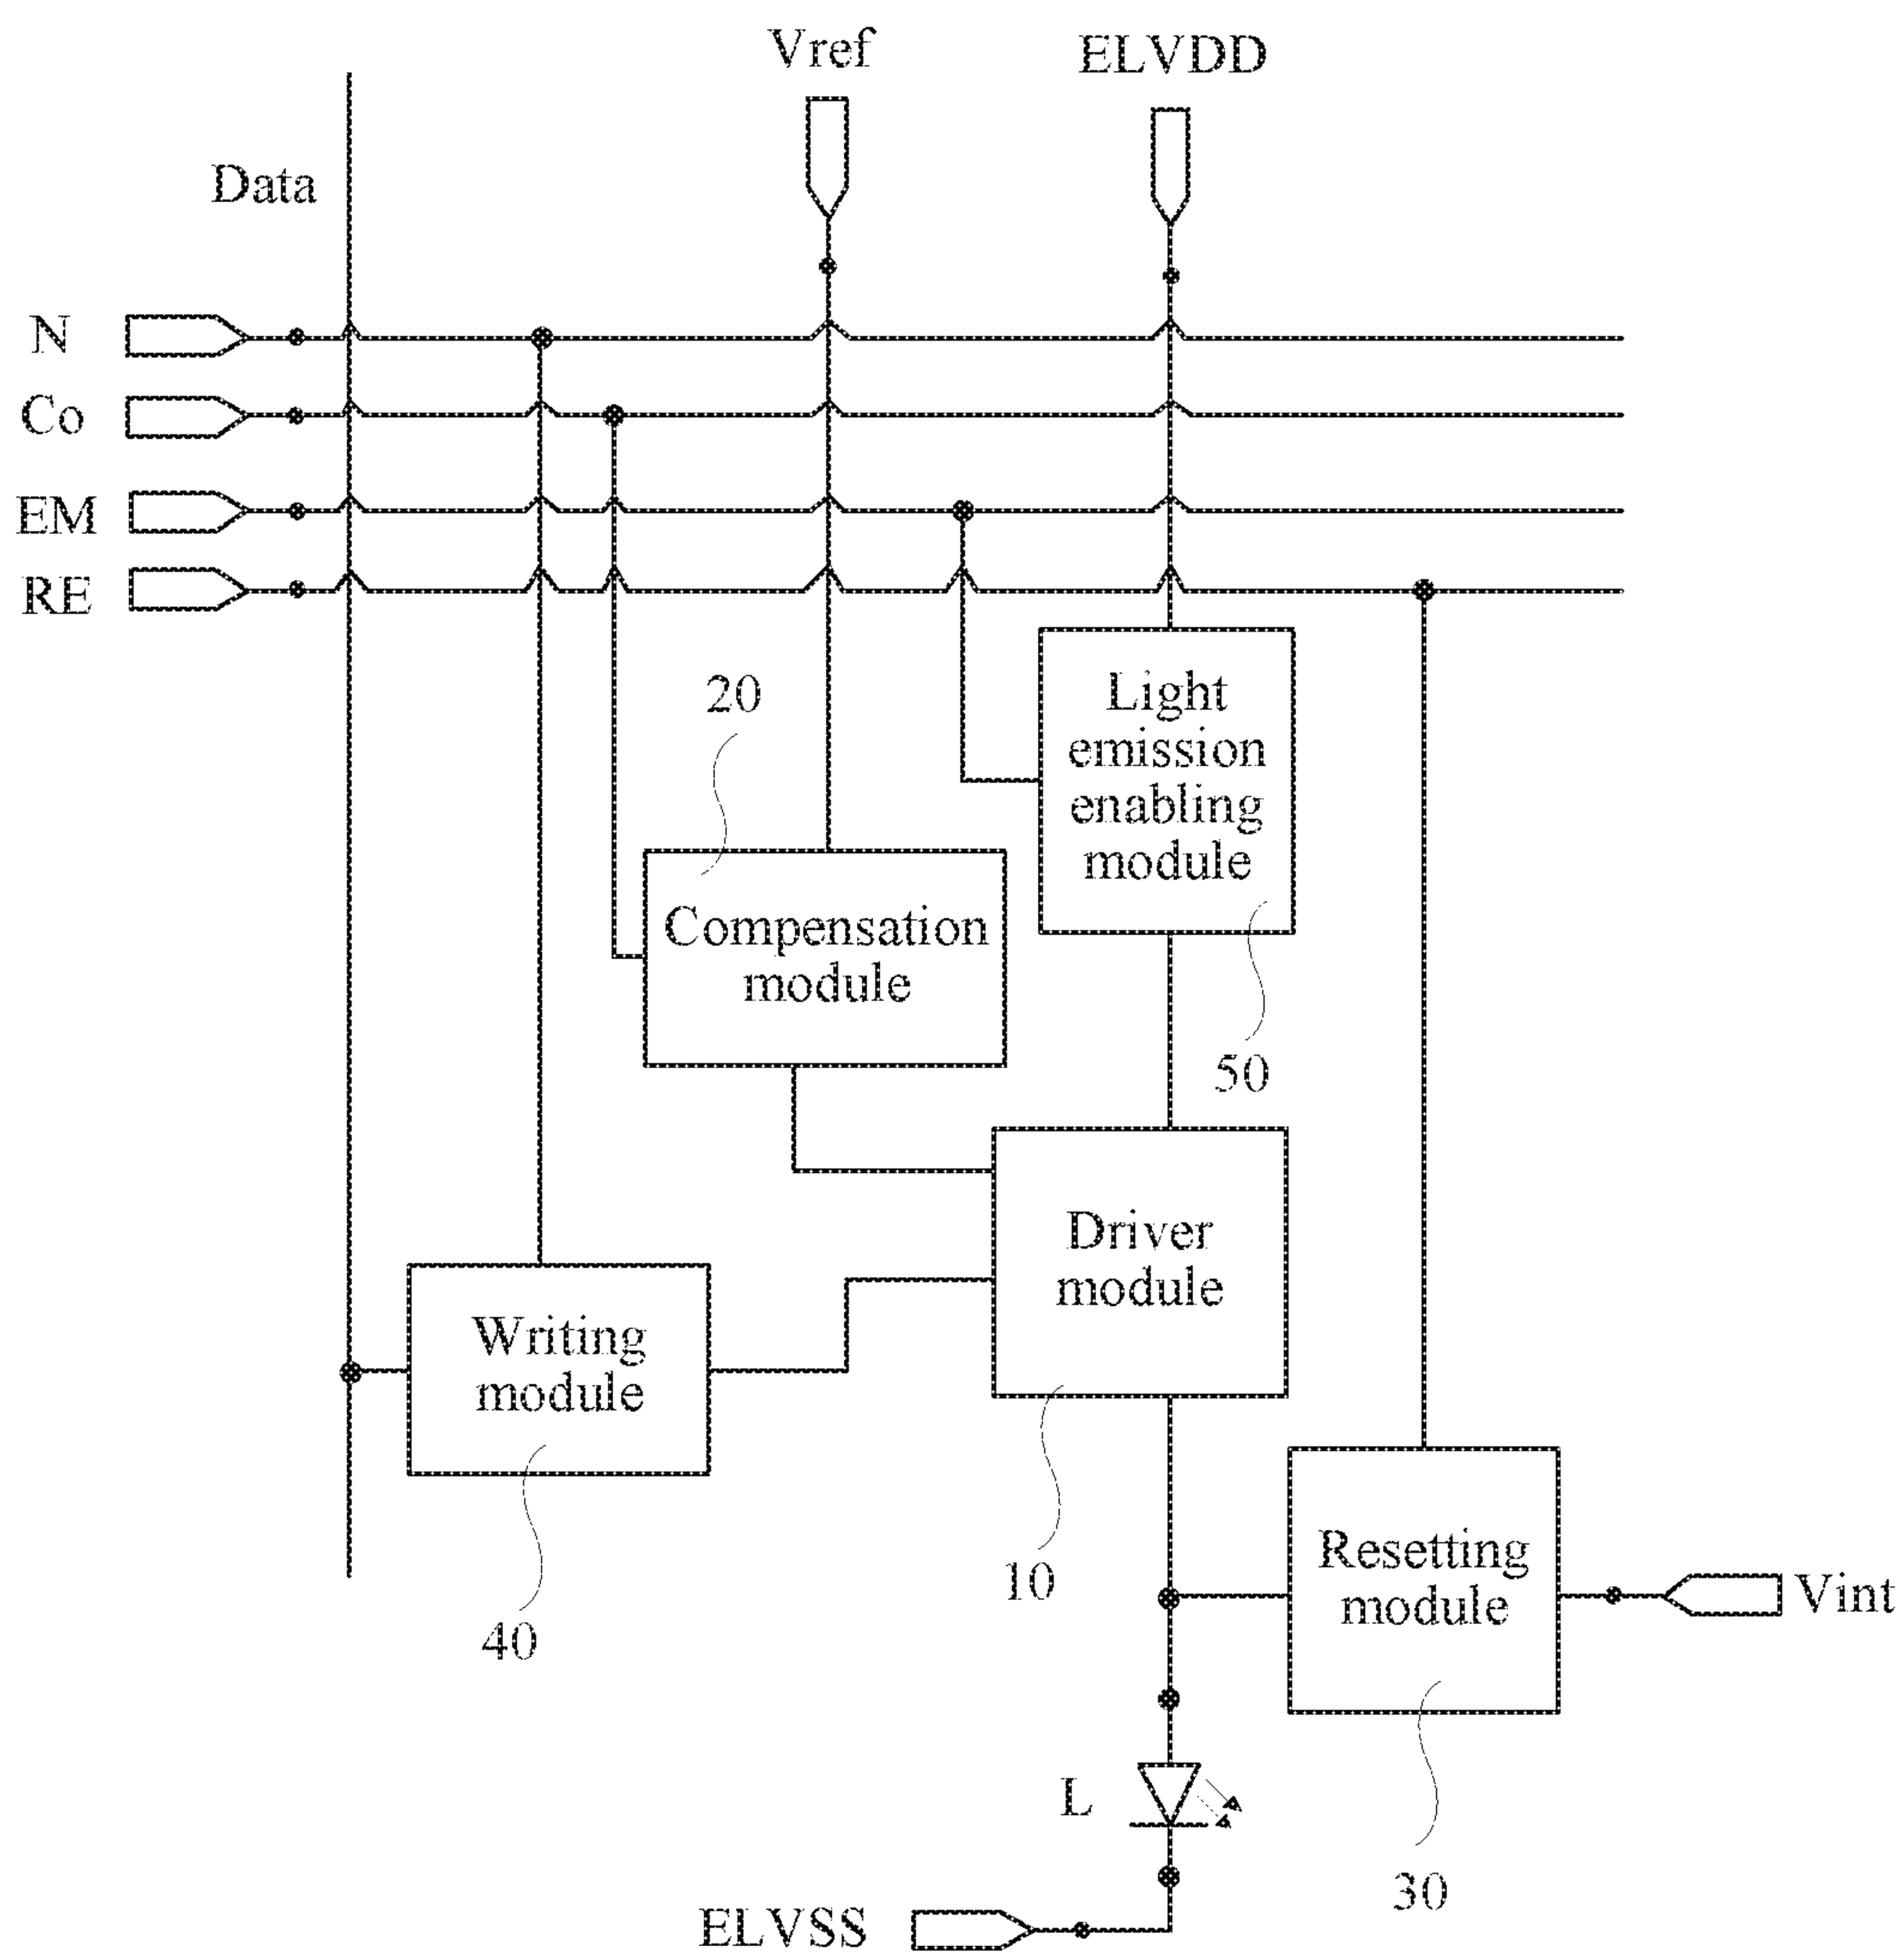 Vref
ELVDD
Data
N
Co
EM
RE
20
Light
emission
enabling
module
Compensation
module
50
Driver
module
Writing
module
10
Resetting
module
Vint
40
L
30
ELVSS